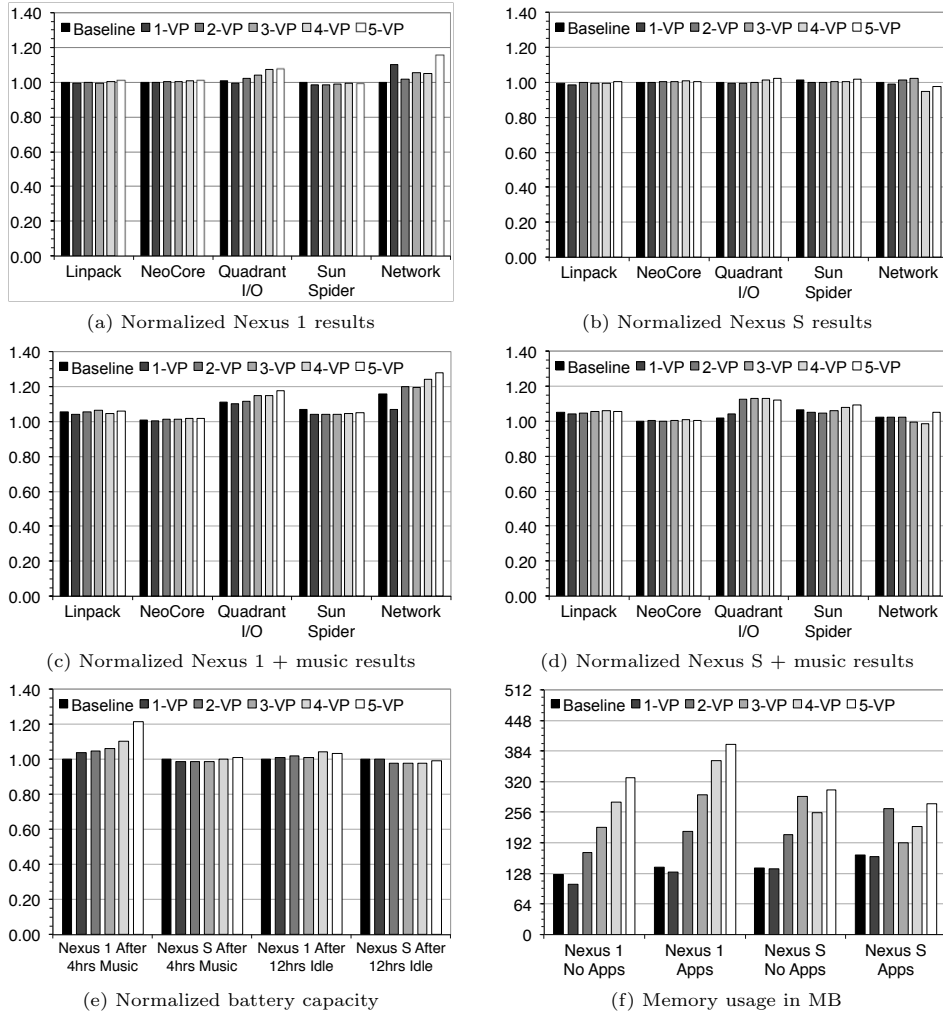 Baseline 1-VP 2-VP 3-VP 4-VP 5-VP
1.40
1.20
1.00
0.80
0.60
0.40
0.20
0.00
Linpack NeoCore Quadrant I/O Sun Spider Network
(a) Normalized Nexus 1 results
Baseline 1-VP 2-VP 3-VP 4-VP 5-VP
1.40
1.20
1.00
0.80
0.60
0.40
0.20
0.00
Linpack NeoCore Quadrant I/O Sun Spider Network
(b) Normalized Nexus S results
Baseline 1-VP 2-VP 3-VP 4-VP 5-VP
1.40
1.20
1.00
0.80
0.60
0.40
0.20
0.00
Linpack NeoCore Quadrant I/O Sun Spider Network
(c) Normalized Nexus 1 + music results
Baseline 1-VP 2-VP 3-VP 4-VP 5-VP
1.40
1.20
1.00
0.80
0.60
0.40
0.20
0.00
Linpack NeoCore Quadrant I/O Sun Spider Network
(d) Normalized Nexus S + music results
Baseline 1-VP 2-VP 3-VP 4-VP 5-VP
1.40
1.20
1.00
0.80
0.60
0.40
0.20
0.00
Nexus 1 After Nexus S After Nexus 1 After Nexus S After
4hrs Music 4hrs Music 12hrs Idle 12hrs Idle
(e) Normalized battery capacity
Baseline 1-VP 2-VP 3-VP 4-VP 5-VP
512
448
384
320
256
192
128
64
0
Nexus 1 Nexus 1 Nexus S Nexus S
No Apps Apps No Apps Apps
(f) Memory usage in MB